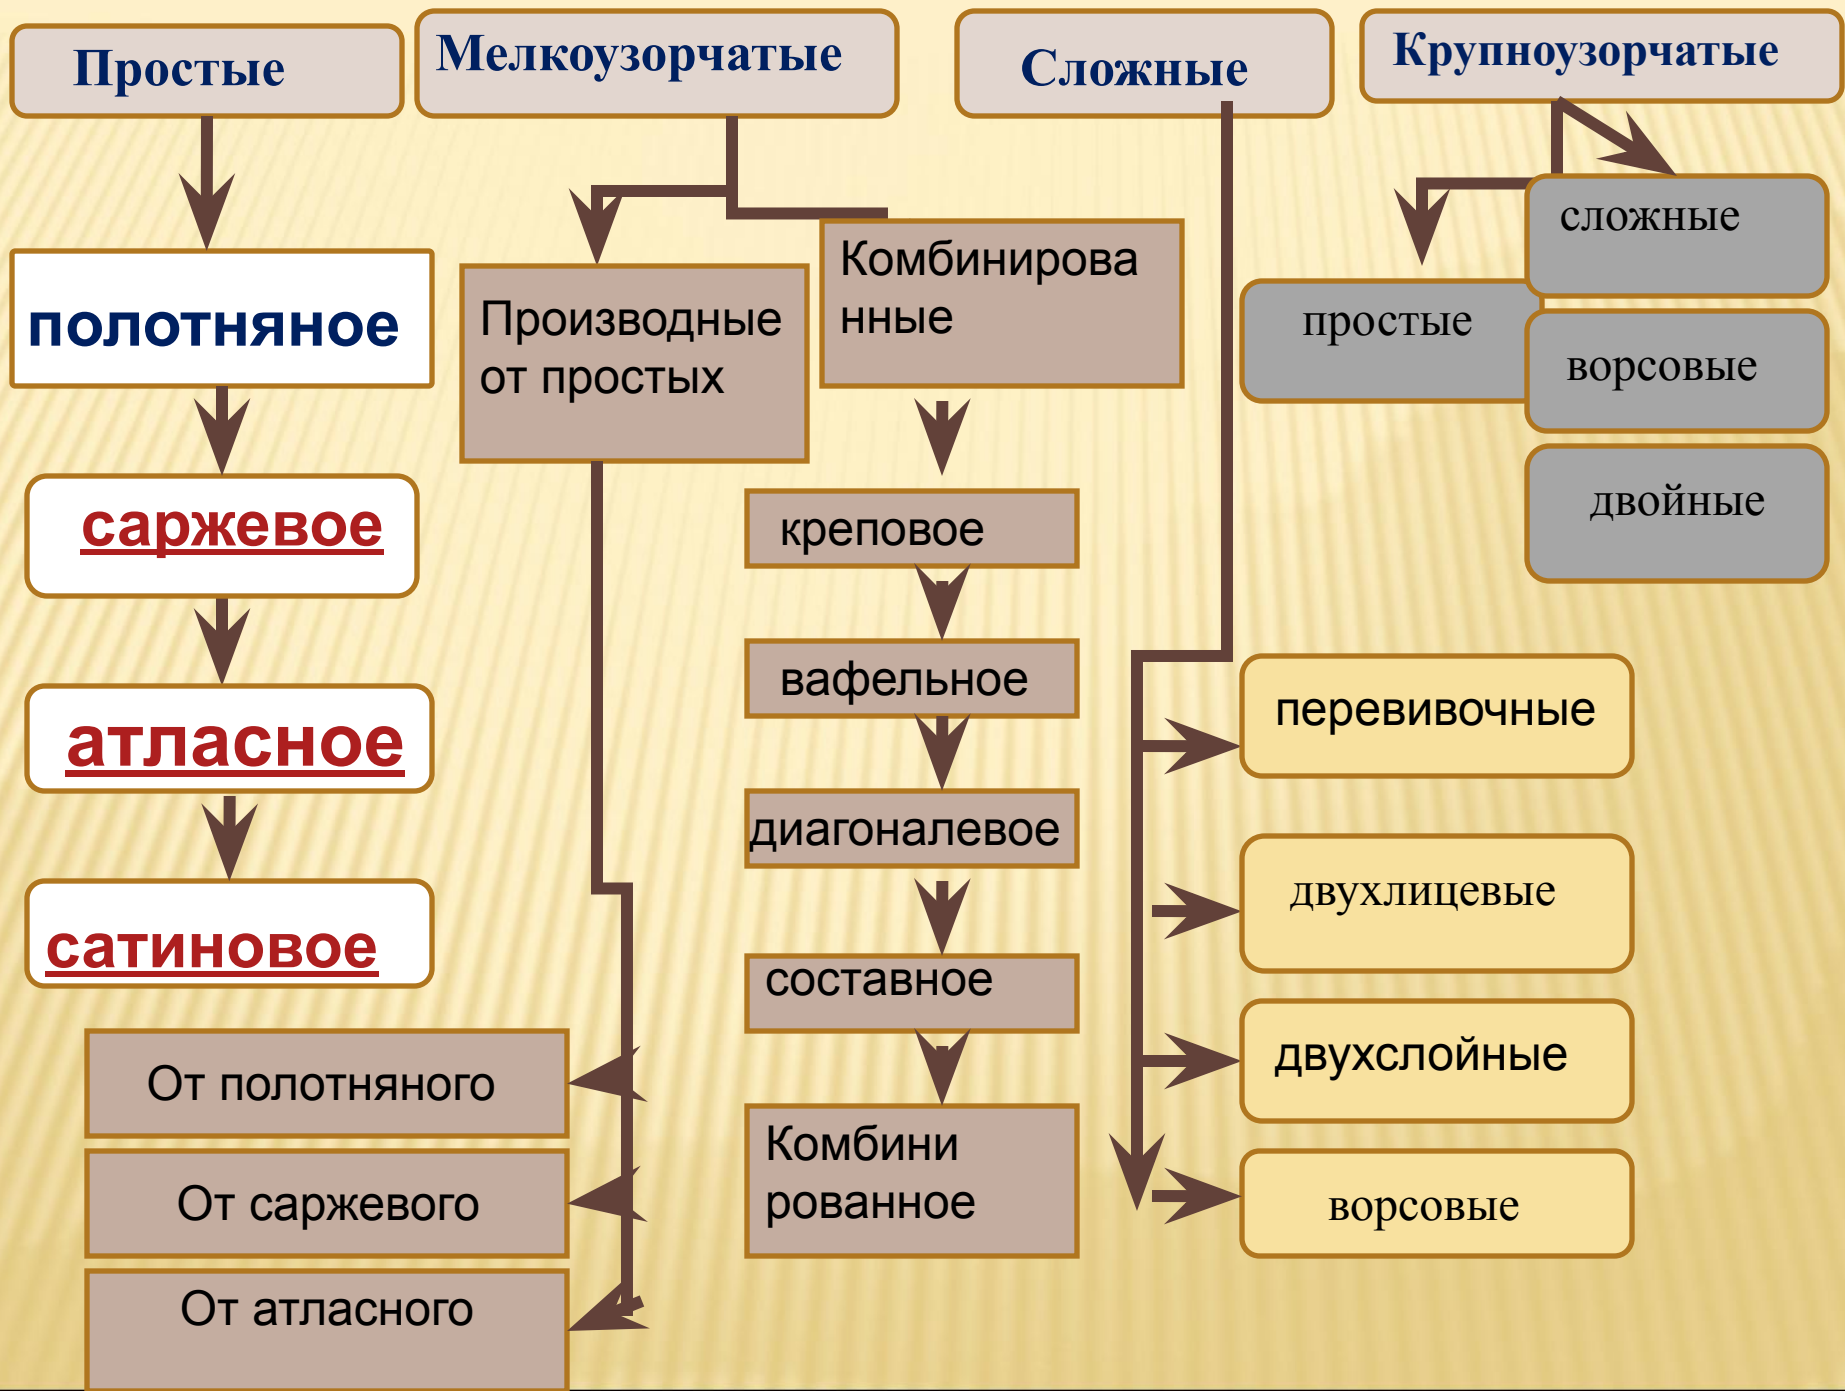 Простые
Мелкоузорчатые
Сложные
Крупноузорчатые
полотняное
саржевое
атласное
сатиновое
Производные
от простых
От полотняного
От саржевого
От атласного
Комбинирова
нные
креповое
вафельное
диагоналевое
составное
Комбини
рованное
перевивочные
двухлицевые
двухслойные
ворсовые
простые
сложные
ворсовые
двойные